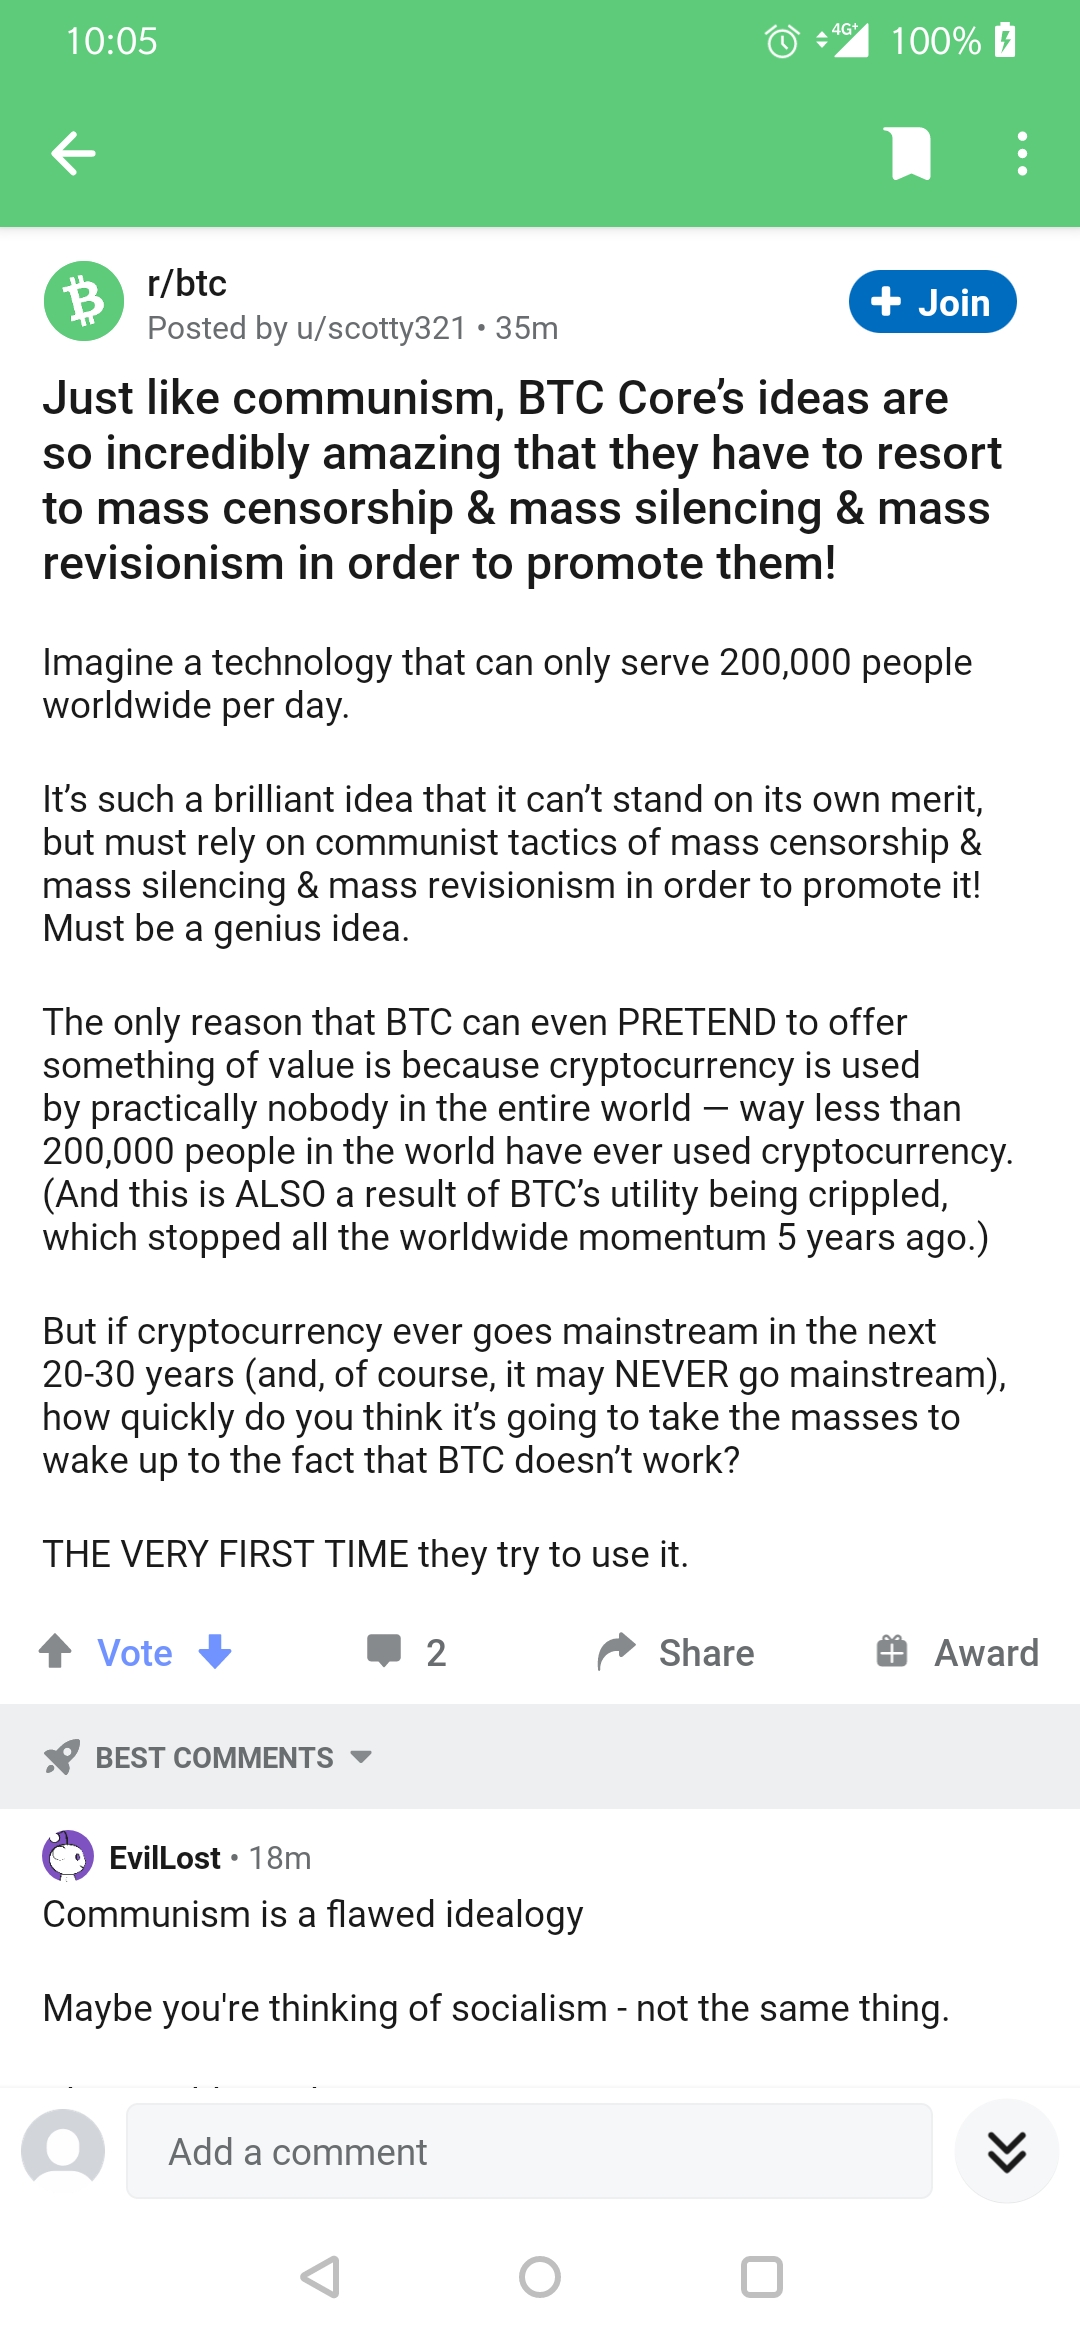 10:05
4G+ 100%
r/btc
Posted by u/scotty321 • 35m
Join
Just like communism, BTC Core’s ideas are
so incredibly amazing that they have to resort
to mass censorship & mass silencing & mass
revisionism in order to promote them!
Imagine a technology that can only serve 200,000 people
worldwide per day.
It’s such a brilliant idea that it can’t stand on its own merit,
but must rely on communist tactics of mass censorship &
mass silencing & mass revisionism in order to promote it!
Must be a genius idea.
The only reason that BTC can even PRETEND to offer
something of value is because cryptocurrency is used
by practically nobody in the entire world — way less than
200,000 people in the world have ever used cryptocurrency.
(And this is ALSO a result of BTC’s utility being crippled,
which stopped all the worldwide momentum 5 years ago.)
But if cryptocurrency ever goes mainstream in the next
20-30 years (and, of course, it may NEVER go mainstream),
how quickly do you think it’s going to take the masses to
wake up to the fact that BTC doesn’t work?
THE VERY FIRST TIME they try to use it.
Vote 2 Share Award
BEST COMMENTS
EvilLost • 18m
Communism is a flawed idealogy
Maybe you're thinking of socialism - not the same thing.
Add a comment